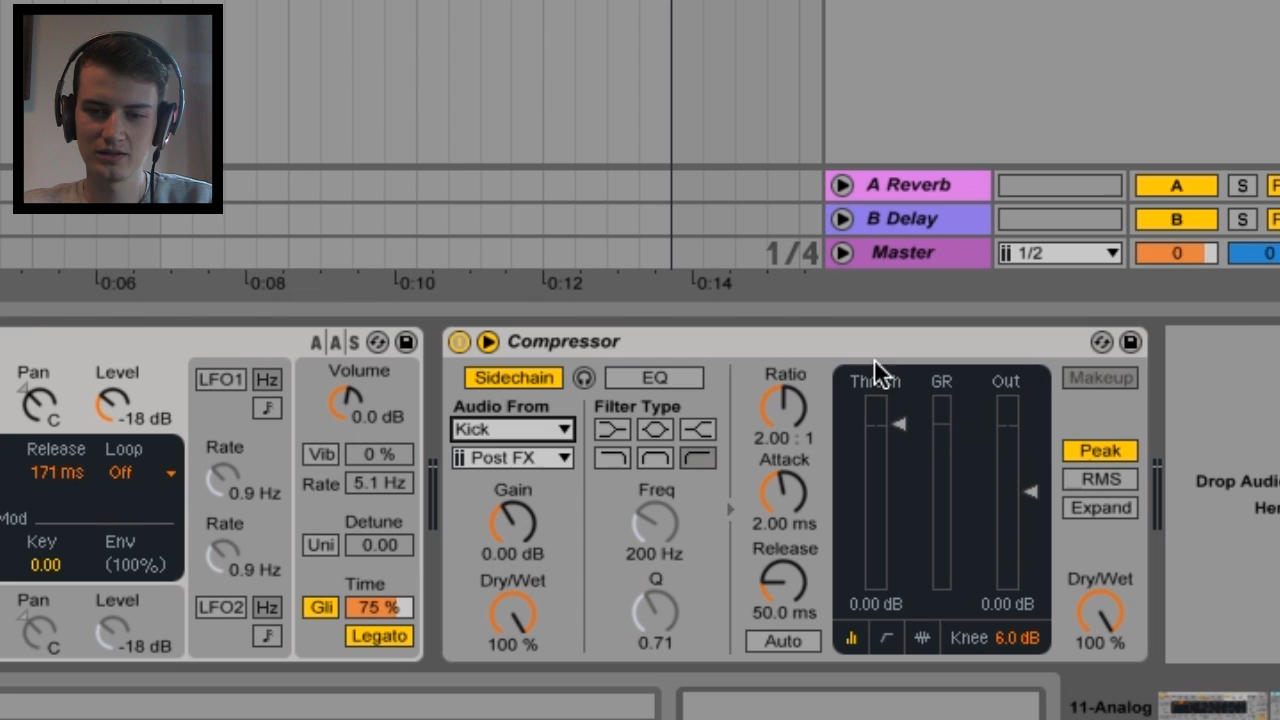 A Reverb
A
S
B Delay
B
S
1/4
Master
1/2
0
0
0:06
0:08
0:10
0:12
0:14
A|A|S
Compressor
Pan
Level
C
-18 dB
LFO1
Hz
Volume
0.0 dB
Release
Loop
171 ms
Off
Rate
0.9 Hz
Vib
0 %
Rate
5.1 Hz
Key
Env
0.00
(100%)
Rate
0.9 Hz
Detune
Uni
0.00
Time
Pan
Level
C
-18 dB
LFO2
Hz
Gli
75 %
Legato
Sidechain
EQ
Audio From
Filter Type
Kick
Post FX
Gain
0.00 dB
Freq
200 Hz
Dry/Wet
100 %
Q
0.71
Ratio
2.00 : 1
Attack
2.00 ms
Release
50.0 ms
Auto
GR
Out
0.00 dB
0.00 dB
Knee 6.0 dB
Makeup
Peak
RMS
Expand
Dry/Wet
100 %
11-Analog